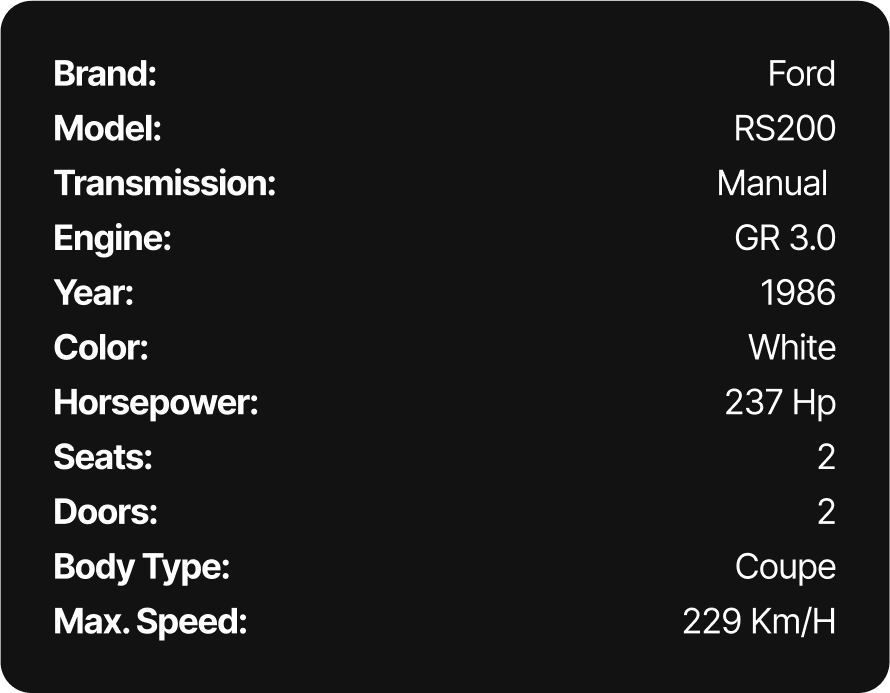 Brand: Ford
Model: RS200
Transmission: Manual
Engine: GR 3.0
Year: 1986
Color: White
Horsepower: 237 Hp
Seats: 2
Doors: 2
Body Type: Coupe
Max. Speed: 229 Km/H